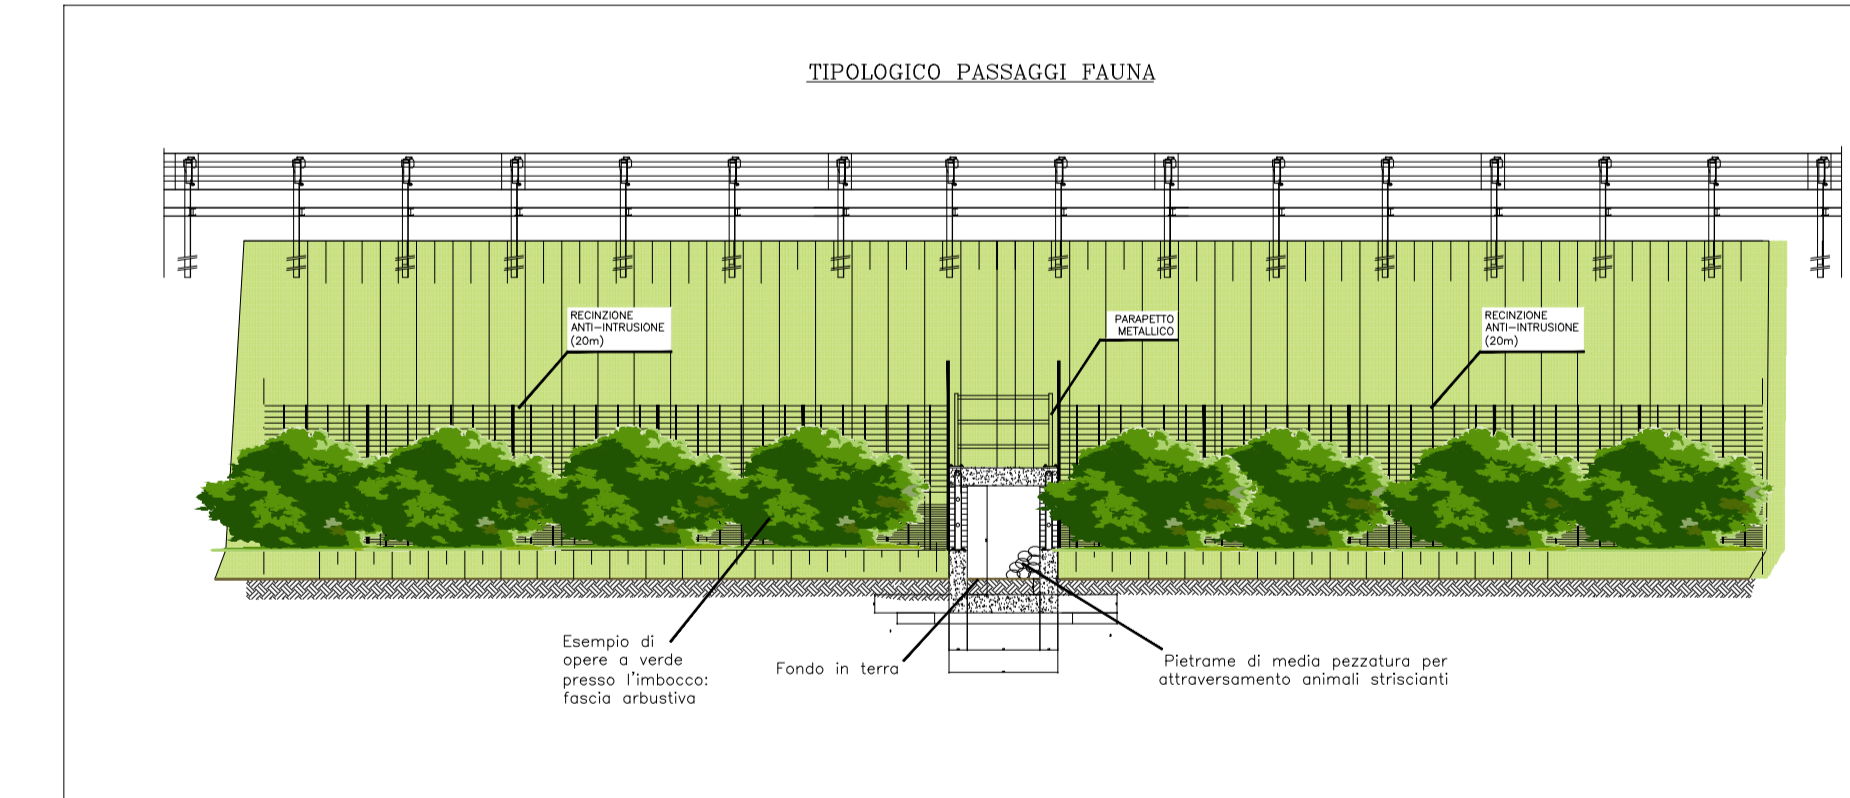 TIPOLOGICO PASSAGGI FAUNA
RECINZIONE
ANTI-INTRUSIONE
(20m)
PARAPETTO
METALLICO
RECINZIONE
ANTI-INTRUSIONE
(20m)
Esempio di
opere a verde
presso l'imbocco:
fascia arbustiva
Fondo in terra
Pietrame di media pezzatura per
attraversamento animali striscianti